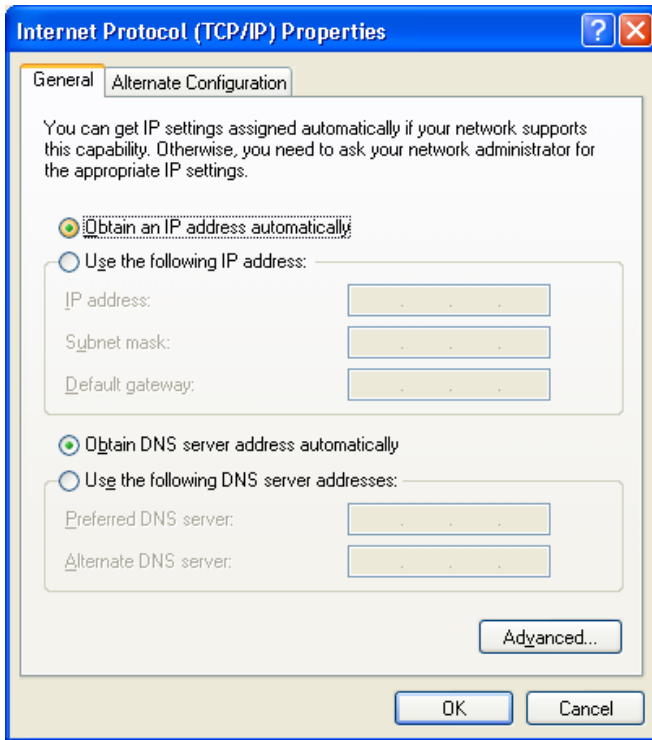 Internet Protocol (TCP/IP) Properties
General
Alternate Configuration
You can get IP settings assigned automatically if your network supports
this capability. Otherwise, you need to ask your network administrator for
the appropriate IP settings.
Obtain an IP address automatically
Use the following IP address:
IP address:
Subnet mask:
Default gateway:
Obtain DNS server address automatically
Use the following DNS server addresses:
Preferred DNS server:
Alternate DNS server:
Advanced...
OK
Cancel